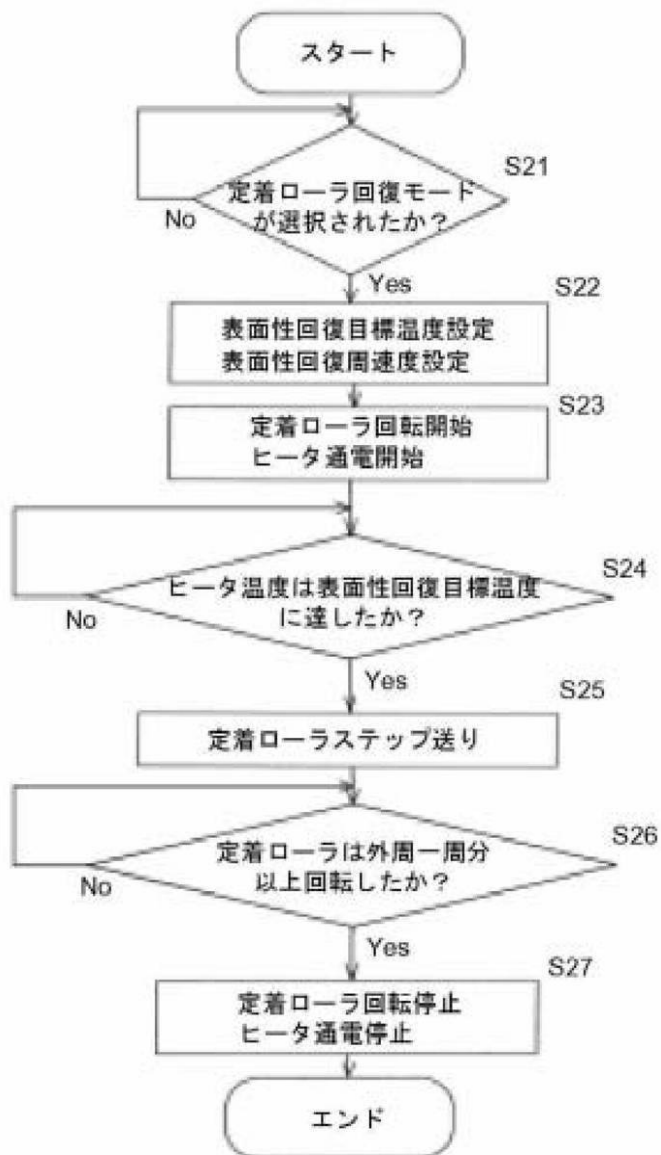 スタート
S21
定着ローラ回復モード
が選択されたか？
No
Yes
S22
表面性回復目標温度設定
表面性回復周速度設定
S23
定着ローラ回転開始
ヒータ通電開始
S24
ヒータ温度は表面性回復目標温度
に達したか？
No
Yes
S25
定着ローラステップ送り
S26
定着ローラは外周一周分
以上回転したか？
No
Yes
S27
定着ローラ回転停止
ヒータ通電停止
エンド